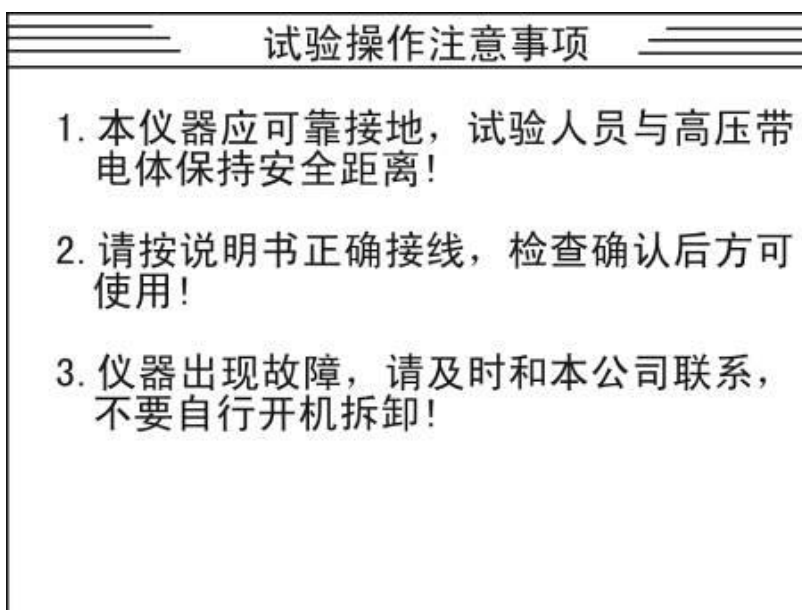 试验操作注意事项
1. 本仪器应可靠接地，试验人员与高压带
电体保持安全距离！
2. 请按说明书正确接线，检查确认后方可
使用！
3. 仪器出现故障，请及时和本公司联系，
不要自行开机拆卸！